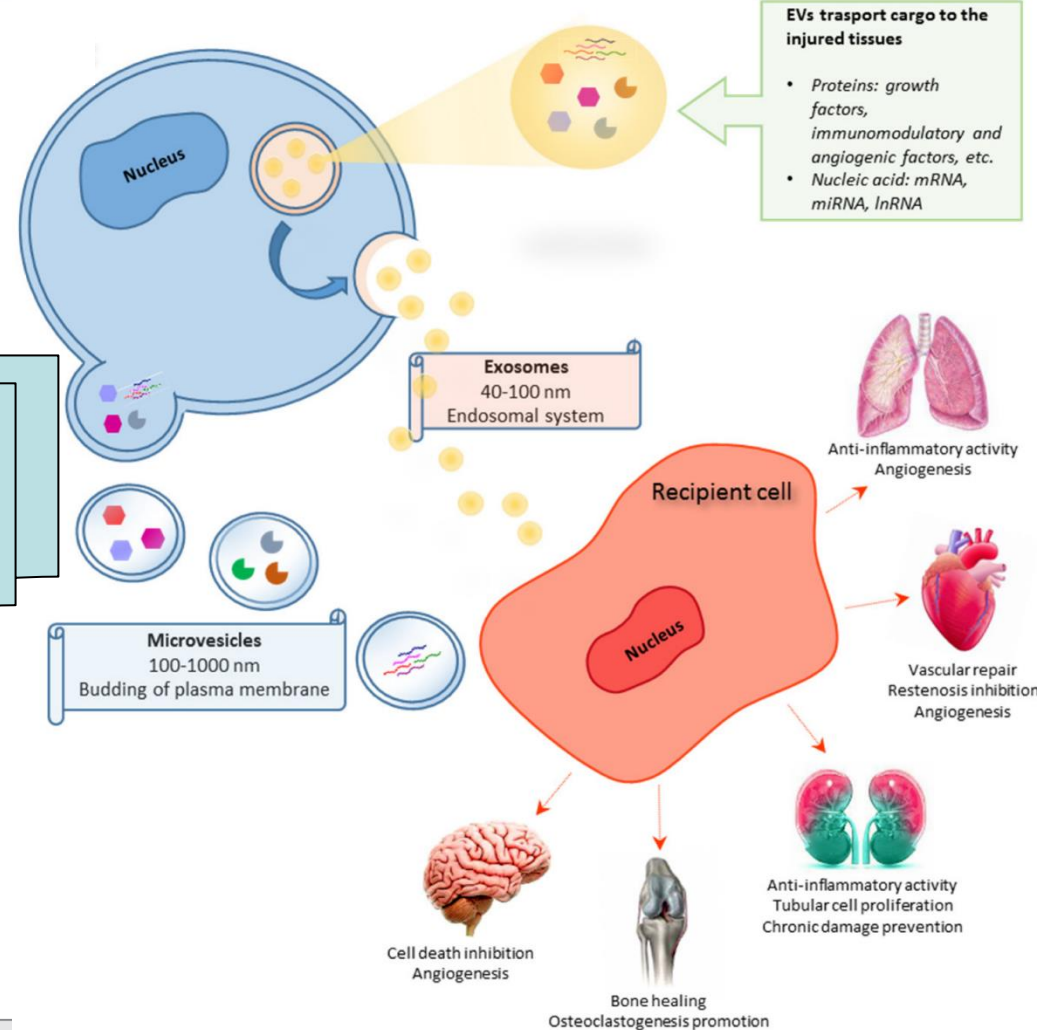 EVs trasport cargo to the
injured tissues
• Proteins: growth
factors,
immunomodulatory and
angiogenic factors, etc.
• Nucleic acid: mRNA,
miRNA, lnRNA
Nucleus
Exosomes
40-100 nm
Endosomal system
Anti-inflammatory activity
Angiogenesis
Recipient cell
Nucleus
Microvesicles
100-1000 nm
Budding of plasma membrane
Vascular repair
Restenosis inhibition
Angiogenesis
Anti-inflammatory activity
Tubular cell proliferation
Chronic damage prevention
Cell death inhibition
Angiogenesis
Bone healing
Osteoclastogenesis promotion